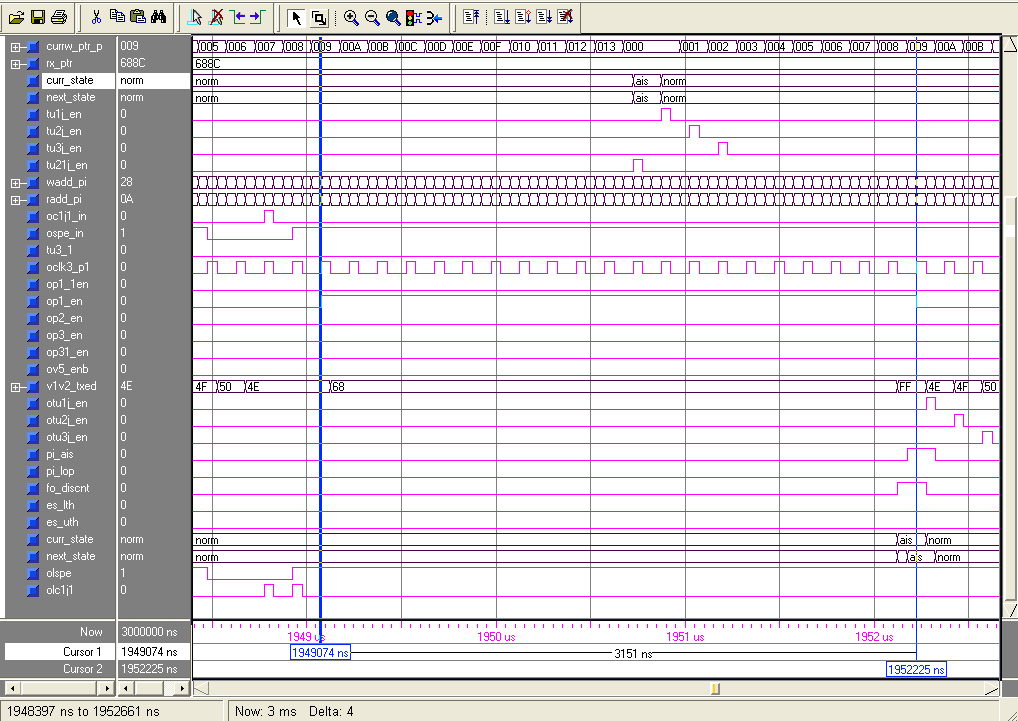 currw_ptr_p 009 005 006 007 008 009 00A 00B 00C 00D 00E 00F 010 011 012 013 000 001 002 003 004 005 006 007 008 009 00A 00B
rx_ptr 688C 688C
curr_state norm norm ais norm
next_state norm norm ais norm
tu1j_en 0
tu2j_en 0
tu3j_en 0
tu21j_en 0
wadd_pi 28
radd_pi 0A
oc1j1_in 0
ospe_in 1
tu3_1 0
oclk3_p1 0
op1_1en 0
op1_en 0
op2_en 0
op3_en 0
op31_en 0
ov5_enb 0
v1v2_txed 4E 4F 50 4E 68 FF 4E 4F 50
otu1j_en 0
otu2j_en 0
otu3j_en 0
pi_ais 0
pi_lop 0
fo_discnt 0
es_lth 0
es_uth 0
curr_state norm norm ais norm
next_state norm norm ais norm
olspe 1
olc1j1 0
Now 3000000 ns 1949 us 1950 us 1951 us 1952 us
Cursor 1 1949074 ns 1949074 ns 3151 ns
Cursor 2 1952225 ns 1952225 ns
1948397 ns to 1952661 ns Now: 3 ms Delta: 4